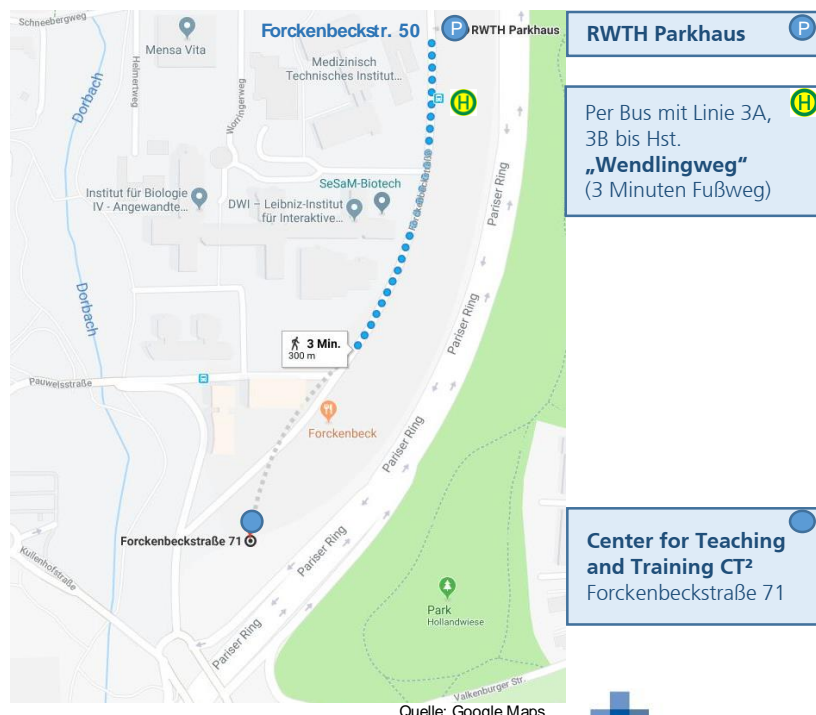 Schneebergweg
Forckenbeckstr. 50
P
RWTH Parkhaus
RWTH Parkhaus
P
Mensa Vita
Medizinisch
Technisches Institut...
Helmertweg
Worringerweg
Dorbach
H
Per Bus mit Linie 3A,
3B bis Hst.
„Wendlingweg“
(3 Minuten Fußweg)
H
Pariser Ring
SeSaM-Biotech
Institut für Biologie
IV - Angewandte...
DWI – Leibniz-Institut
für Interaktive...
Forckenbeckstraße
Pariser Ring
Dorbach
Pariser Ring
3 Min.
300 m
Pauwelsstraße
Forckenbeck
Pariser Ring
Forckenbeckstraße 71
Kullenhofstraße
Pariser Ring
Center for Teaching
and Training CT²
Forckenbeckstraße 71
Park
Hollandwiese
Pariser Ring
Valkenburger Str.
Quelle: Google Maps